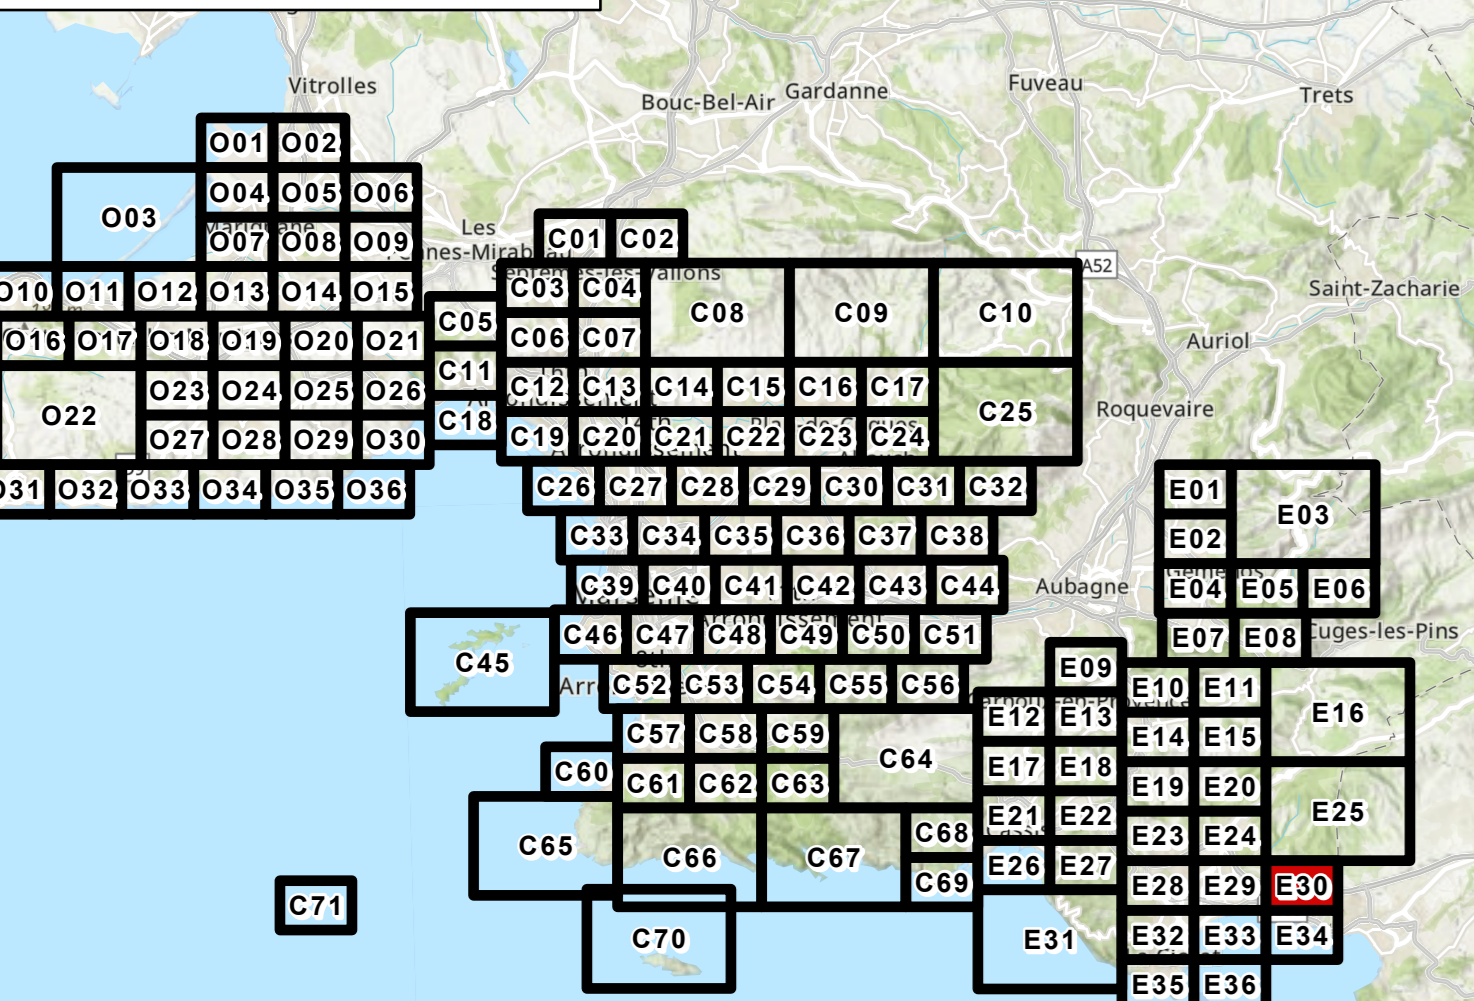 Vitrolles
Bouc-Bel-Air
Gardanne
Fuveau
Trets
O01 O02
O03 O04 O05 O06
O07 O08 O09
Les
C01 C02
A52
O10 O11 O12 O13 O14 O15
C03 C04
C08 C09 C10
Saint-Zacharie
C05
O16 O17 O18 O19 O20 O21
C06 C07
Auriol
C11
O22 O23 O24 O25 O26
C12 C13 C14 C15 C16 C17
C25
Roquevaire
C18
O27 O28 O29 O30
C19 C20 C21 C22 C23 C24
O31 O32 O33 O34 O35 O36
C26 C27 C28 C29 C30 C31 C32
E01 E03
C33 C34 C35 C36 C37 C38
E02
C39 C40 C41 C42 C43 C44
Aubagne
E04 E05 E06
C46 C47 C48 C49 C50 C51
E07 E08
Cuges-les-Pins
C45
C52 C53 C54 C55 C56
E09
E10 E11
E16
E12 E13
C57 C58 C59
E14 E15
C64
E17 E18
C60
C61 C62 C63
E19 E20
E25
E21 E22
C68
E23 E24
C65 C66 C67
E26 E27
C69
E28 E29 E30
C71
C70
E31
E32 E33 E34
E35 E36